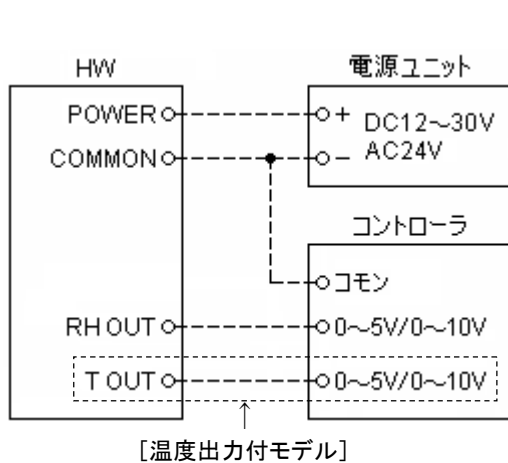 HW
電源ユニット
POWER
+
DC12～30V
COMMON
－
AC24V
コントローラ
コモン
RH OUT
0～5V/0～10V
T OUT
0～5V/0～10V
↑
［温度出力付モデル］